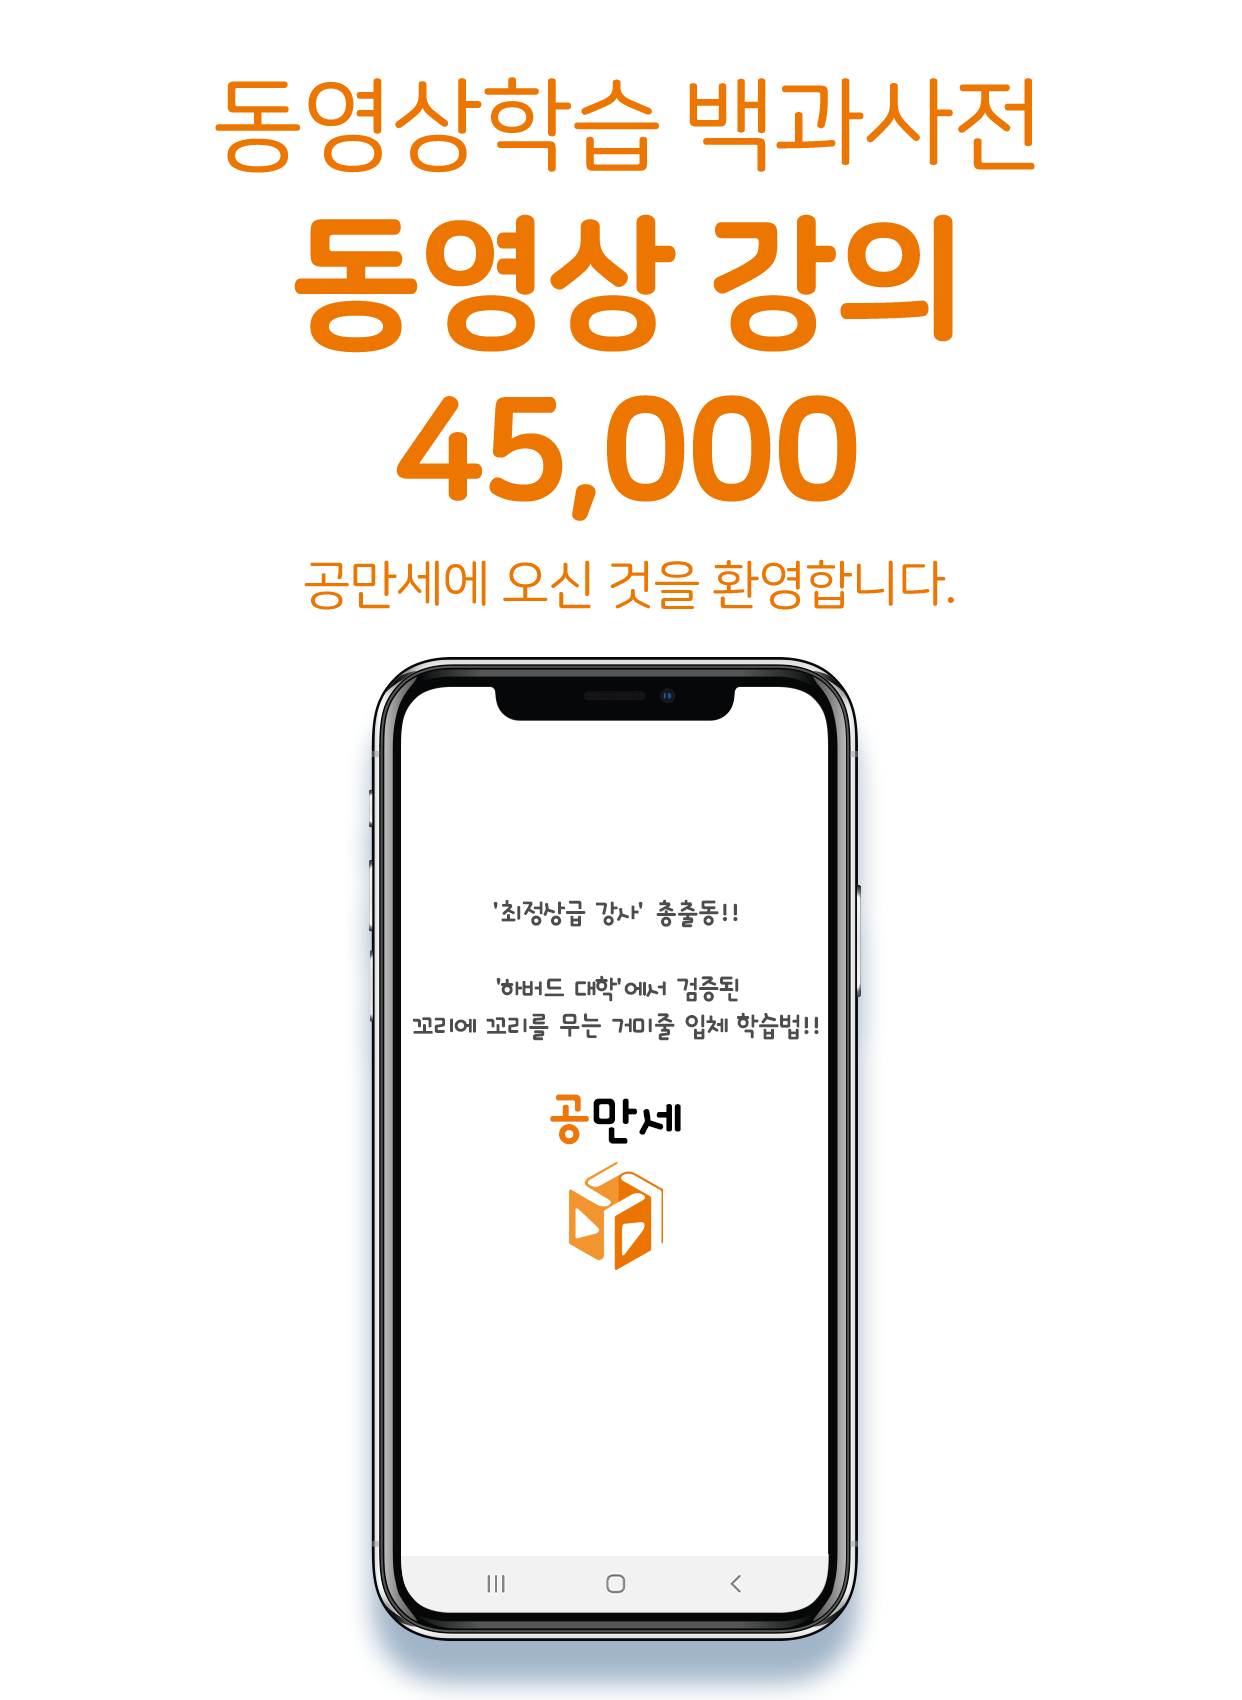 동영상학습 백과사전
동영상 강의
45,000
공만세에 오신 것을 환영합니다.
'최정상급 강사' 총출동!!
'하버드 대학'에서 검증된
꼬리에 꼬리를 무는 거미줄 입체 학습법!!
공만세